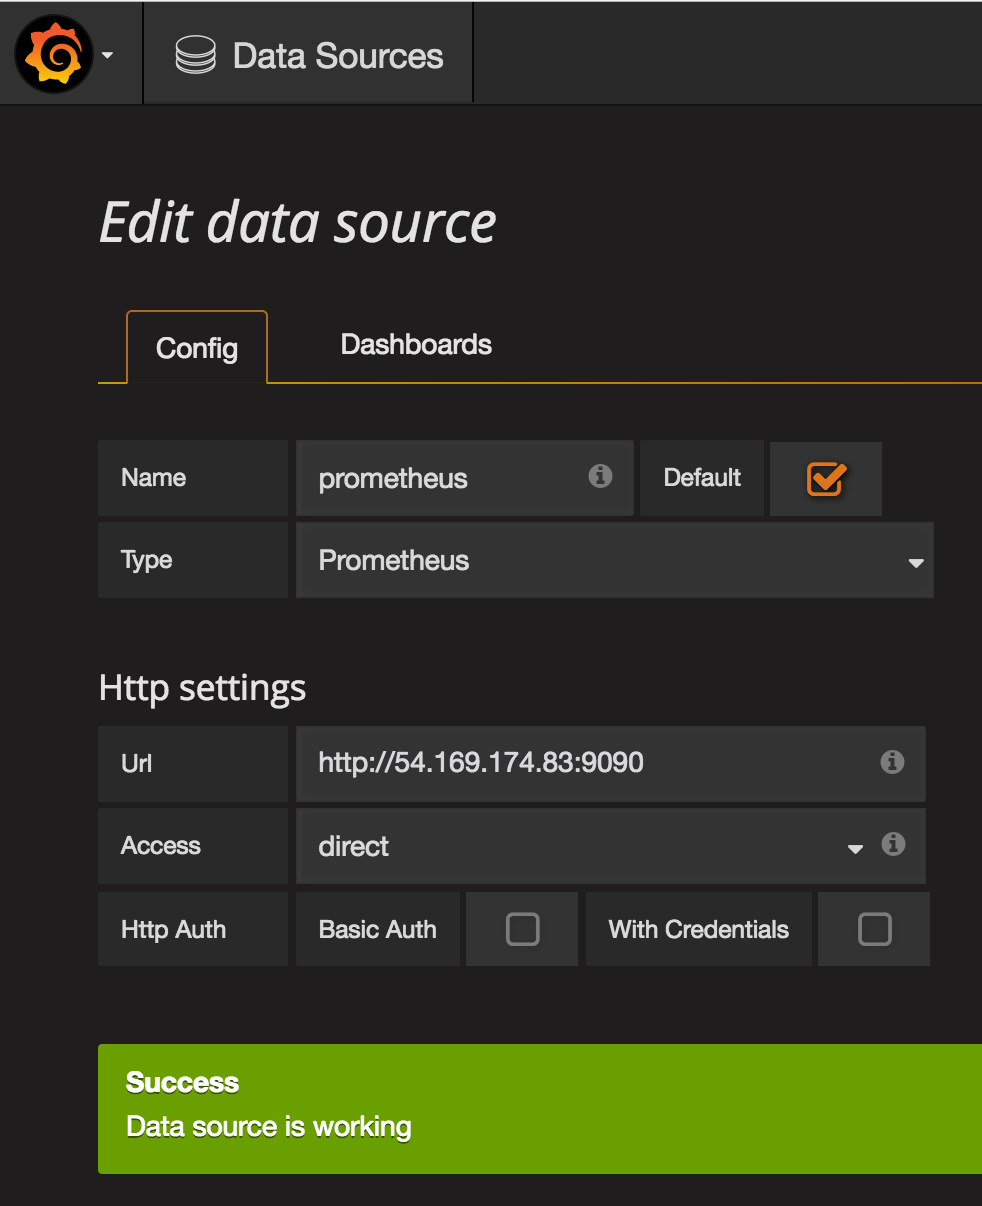 Data Sources
Edit data source
Config Dashboards
Name prometheus Default
Type Prometheus
Http settings
Url http://54.169.174.83:9090
Access direct
Http Auth Basic Auth With Credentials
Success
Data source is working